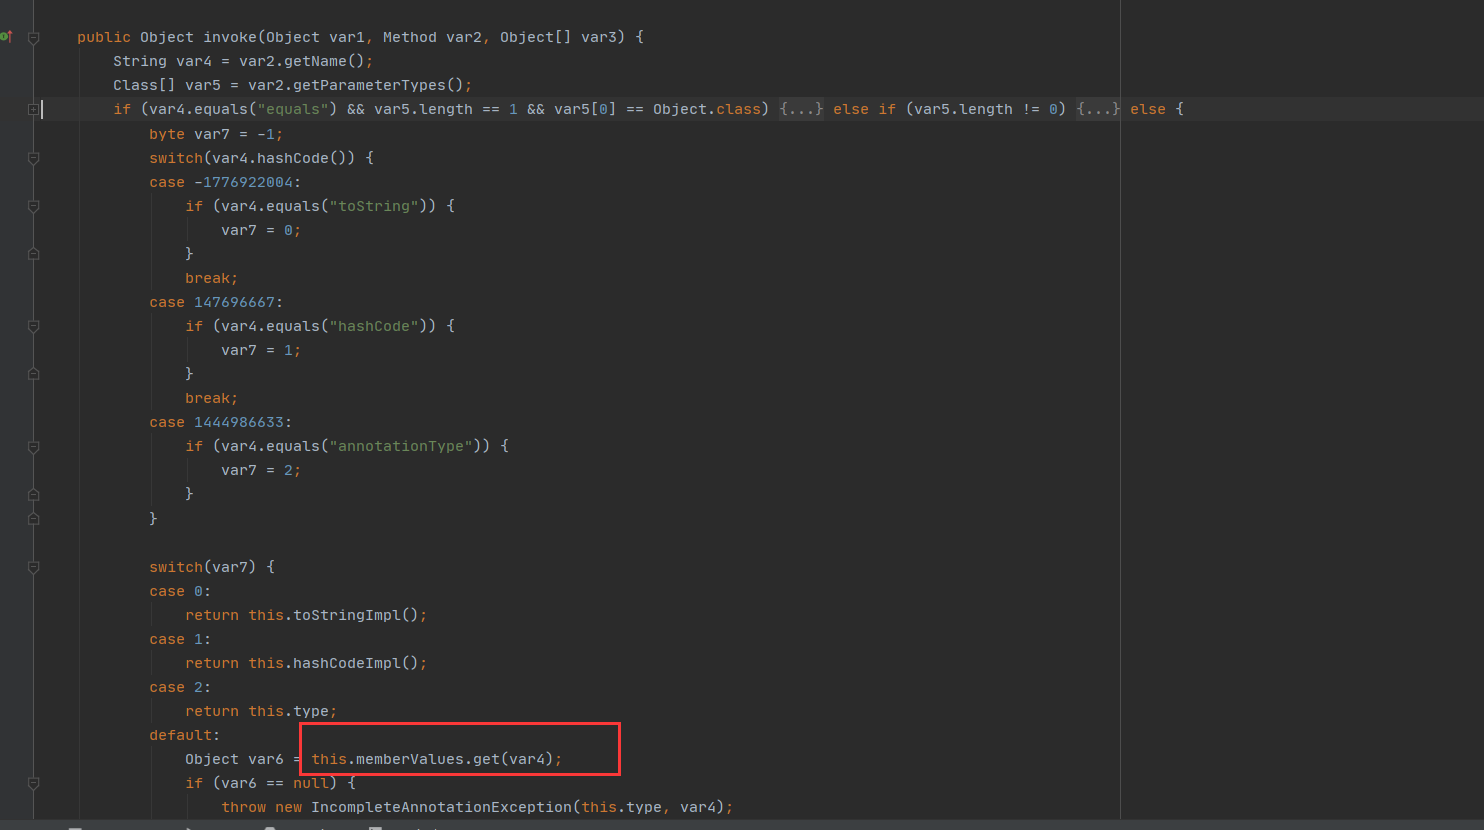 public Object invoke(Object var1, Method var2, Object[] var3) {
String var4 = var2.getName();
Class[] var5 = var2.getParameterTypes();
if (var4.equals("equals") && var5.length == 1 && var5[0] == Object.class) {...} else if (var5.length != 0) {...} else {
byte var7 = -1;
switch(var4.hashCode()) {
case -1776922004:
if (var4.equals("toString")) {
var7 = 0;
}
break;
case 147696667:
if (var4.equals("hashCode")) {
var7 = 1;
}
break;
case 1444986633:
if (var4.equals("annotationType")) {
var7 = 2;
}
}
switch(var7) {
case 0:
return this.toStringImpl();
case 1:
return this.hashCodeImpl();
case 2:
return this.type;
default:
Object var6 = this.memberValues.get(var4);
if (var6 == null) {
throw new IncompleteAnnotationException(this.type, var4);